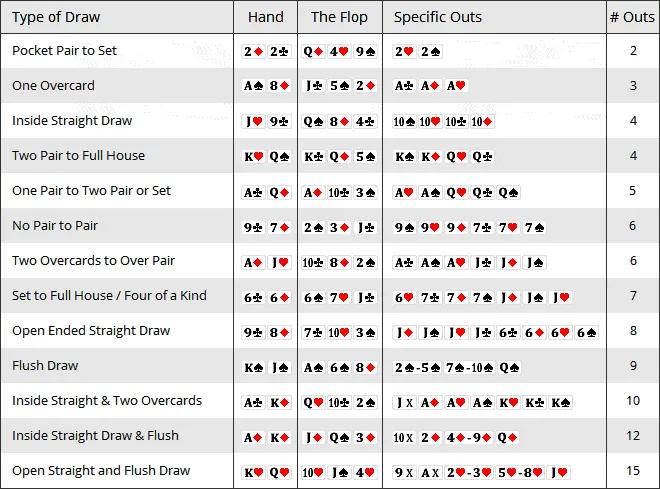 Type of Draw Hand The Flop Specific Outs # Outs
Pocket Pair to Set 2♦ 2♣ Q♦ 4♥ 9♠ 2♥ 2♠ 2
One Overcard A♠ 8♦ J♣ 5♠ 2♦ A♣ A♦ A♥ 3
Inside Straight Draw J♥ 9♣ Q♠ 8♦ 4♣ 10♠ 10♥ 10♣ 10♦ 4
Two Pair to Full House K♥ Q♠ K♣ Q♦ 5♠ K♠ K♦ Q♥ Q♣ 4
One Pair to Two Pair or Set A♣ Q♦ A♦ 10♣ 3♠ A♥ A♠ Q♥ Q♣ Q♠ 5
No Pair to Pair 9♣ 7♦ 2♠ 3♦ J♣ 9♠ 9♥ 9♦ 7♣ 7♥ 7♠ 6
Two Overcards to Over Pair A♦ J♥ 10♣ 8♦ 2♠ A♣ A♠ A♥ J♣ J♦ J♠ 6
Set to Full House / Four of a Kind 6♣ 6♦ 6♠ 7♥ J♣ 6♥ 7♣ 7♦ 7♠ J♦ J♠ J♥ 7
Open Ended Straight Draw 9♣ 8♦ 7♣ 10♥ 3♠ J♦ J♠ J♥ J♣ 6♣ 6♦ 6♥ 6♠ 8
Flush Draw K♠ J♠ A♠ 6♠ 8♦ 2♠-5♠ 7♠-10♠ Q♠ 9
Inside Straight & Two Overcards A♣ K♦ Q♥ 10♣ 2♠ J X A♦ A♥ A♠ K♥ K♣ K♠ 10
Inside Straight Draw & Flush A♦ K♦ J♦ Q♠ 3♦ 10 X 2♦ 4♦-9♦ Q♦ 12
Open Straight and Flush Draw K♥ Q♥ 10♥ J♠ 4♥ 9 X A X 2♥-3♥ 5♥-8♥ J♥ 15